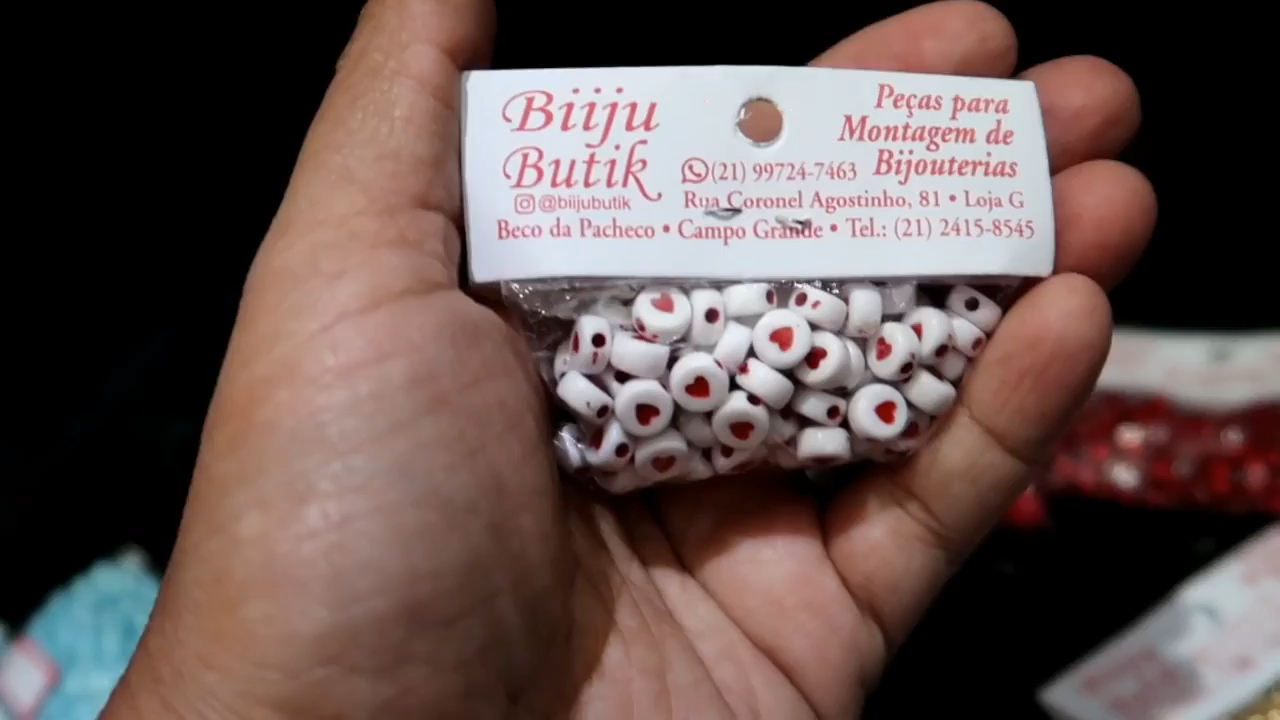 Biiju
Butik
@biijubutik
Peças para
Montagem de
Bijouterias
(21) 99724-7463
Rua Coronel Agostinho, 81 • Loja G
Beco da Pacheco • Campo Grande • Tel.: (21) 2415-8545